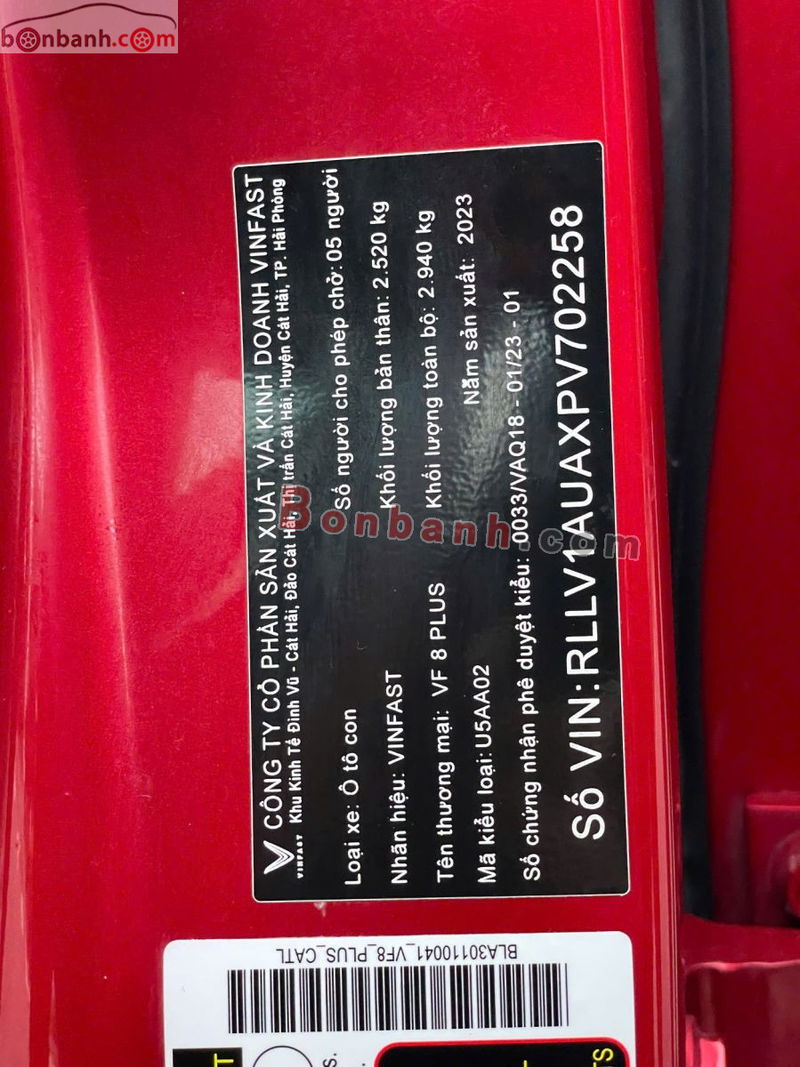 bonbanh.com
CÔNG TY CỔ PHẦN SẢN XUẤT VÀ KINH DOANH VINFAST
VINFAST
Khu Kinh Tế Đình Vũ - Cát Hải, Đảo Cát Hải, Thị trấn Cát Hải, Huyện Cát Hải, TP. Hải Phòng
Loại xe: Ô tô con
Số người cho phép chở: 05 người
Nhãn hiệu: VINFAST
Khối lượng bản thân: 2.520 kg
Tên thương mại: VF 8 PLUS
Khối lượng toàn bộ: 2.940 kg
Mã kiểu loại: U5AA02
Năm sản xuất: 2023
Số chứng nhận phê duyệt kiểu: 0033/VAQ18 - 01/23 - 01
Số VIN: RLLV1AUAXPV702258
Bonbanh.com
BLA30110041_VF8_PLUS_CATL